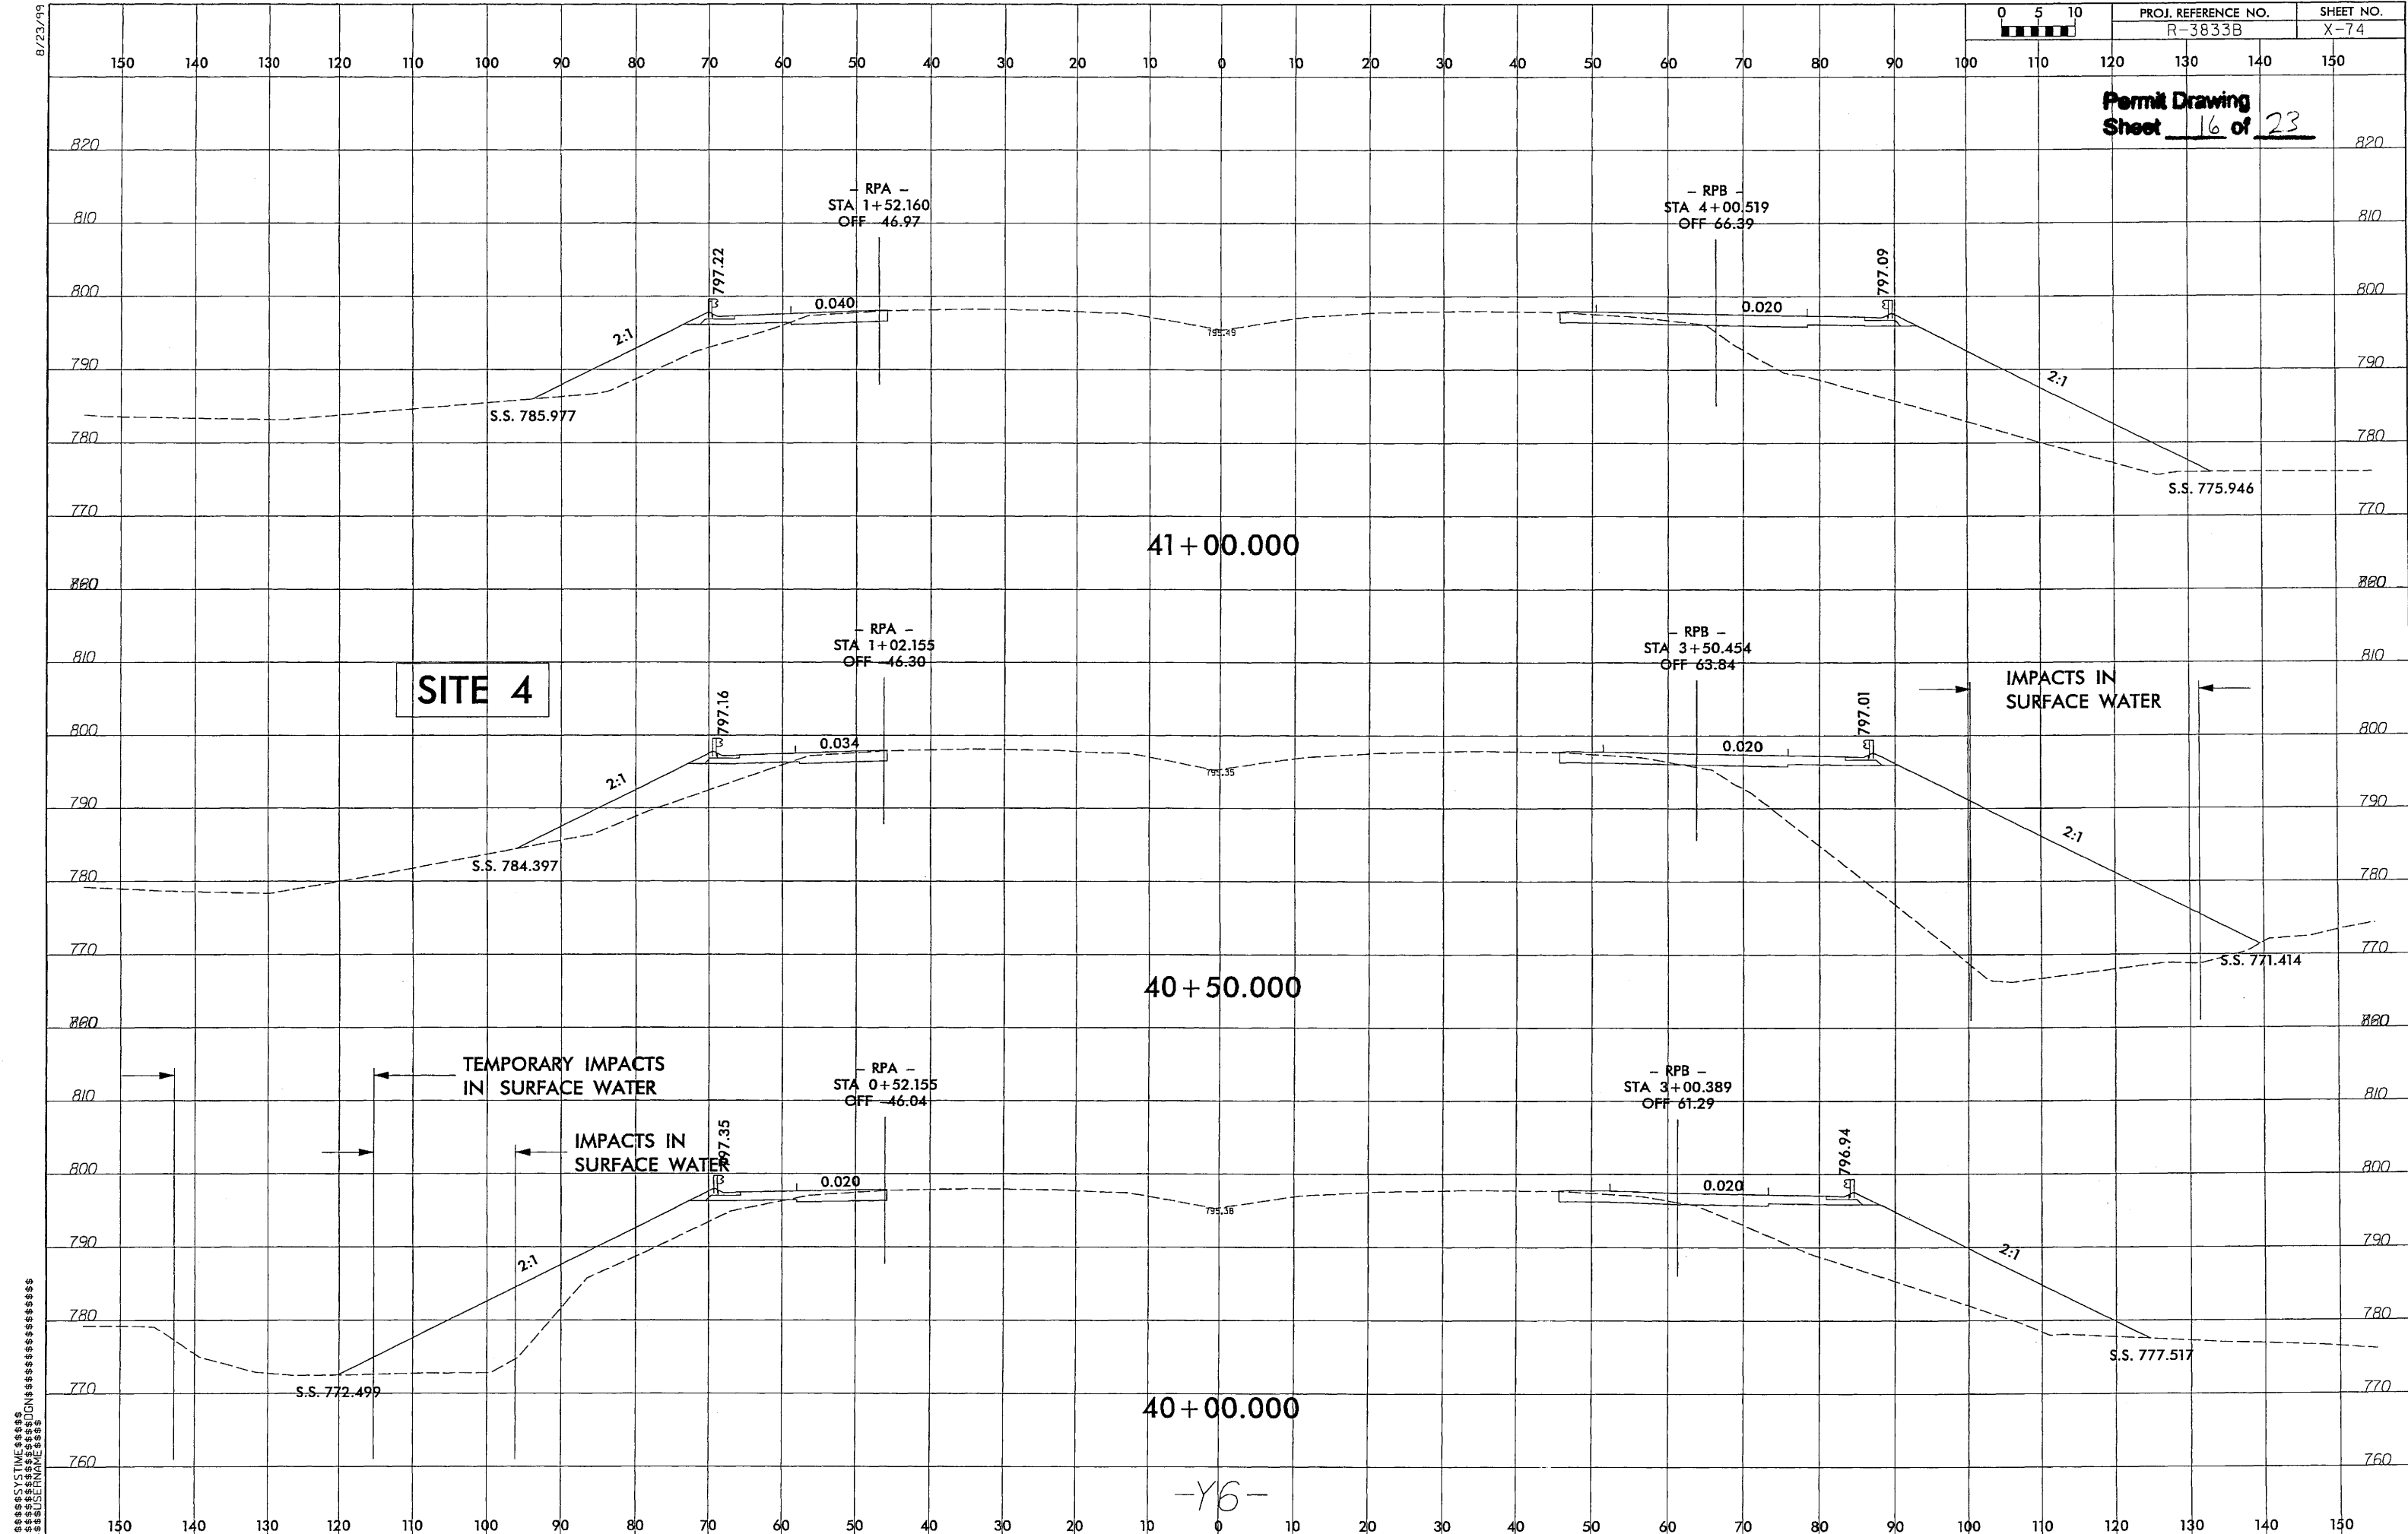 8/23/99
0 5 10
PROJ. REFERENCE NO.
SHEET NO.
R-3833B
X-74
150 140 130 120 110 100 90 80 70 60 50 40 30 20 10 0 10 20 30 40 50 60 70 80 90 100 110 120 130 140 150
Permit Drawing
Sheet 16 of 23
820 820
- RPA -
STA 1+52.160
OFF -46.97
- RPB -
STA 4+00.519
OFF 66.39
810 810
797.22
797.09
800 800
0.040
0.020
795.49
2:1
2:1
790 790
S.S. 785.977
780 780
S.S. 775.946
770 770
41+00.000
- RPA -
STA 1+02.155
OFF -46.30
- RPB -
STA 3+50.454
OFF 63.84
810 810
SITE 4
IMPACTS IN
SURFACE WATER
797.16
797.01
800 800
0.034
0.020
795.35
2:1
2:1
790 790
S.S. 784.397
780 780
770 770
S.S. 771.414
40+50.000
TEMPORARY IMPACTS
IN SURFACE WATER
- RPA -
STA 0+52.155
OFF -46.04
- RPB -
STA 3+00.389
OFF 61.29
810 810
IMPACTS IN
SURFACE WATER
797.35
796.94
800 800
0.020
0.020
795.38
2:1
2:1
790 790
780 780
S.S. 777.517
770 770
S.S. 772.499
40+00.000
760 760
-Y6-
150 140 130 120 110 100 90 80 70 60 50 40 30 20 10 0 10 20 30 40 50 60 70 80 90 100 110 120 130 140 150